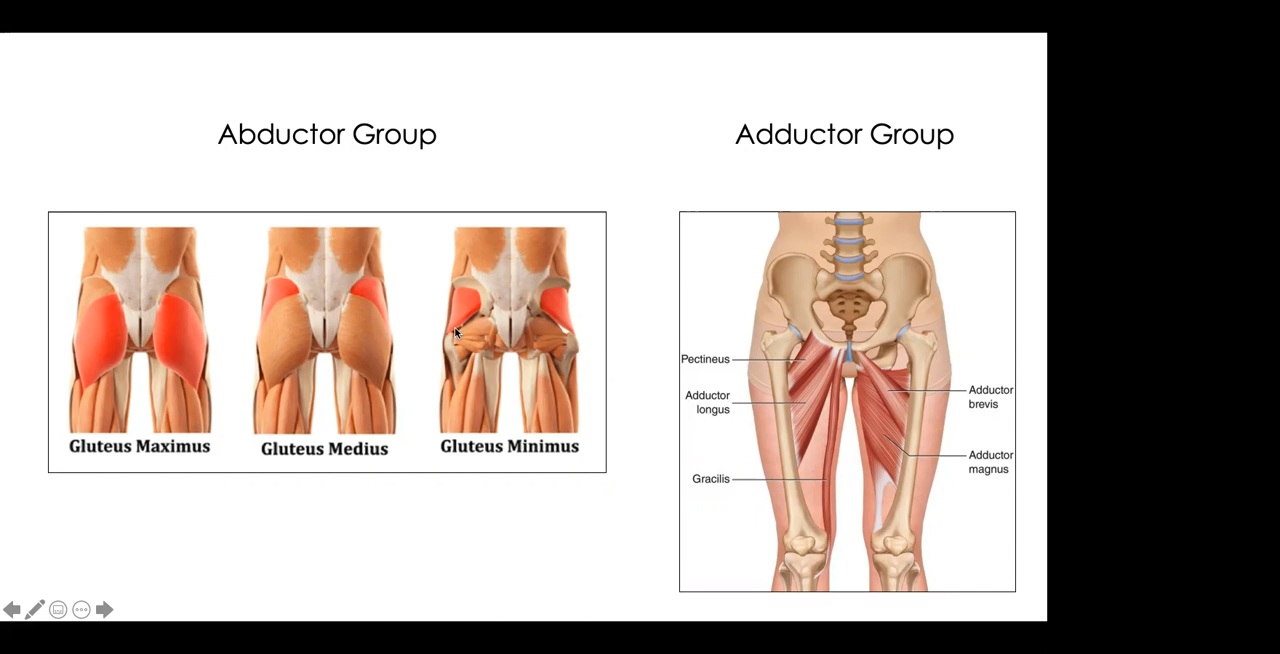 Abductor Group
Adductor Group
Gluteus Maximus
Gluteus Medius
Gluteus Minimus
Pectineus
Adductor
longus
Gracilis
Adductor
brevis
Adductor
magnus